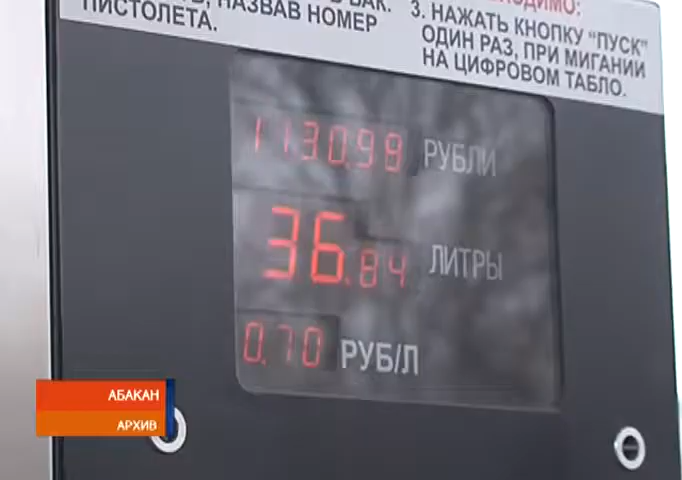 ВАК.
ПИСТОЛЕТА.
НАЗВАВ НОМЕР
3. НАЖАТЬ КНОПКУ “ПУСК”
ОДИН РАЗ, ПРИ МИГАНИИ
НА ЦИФРОВОМ ТАБЛО.
1130.98 РУБЛИ
36.84 ЛИТРЫ
0.70 РУБ/Л
АБАКАН
АРХИВ